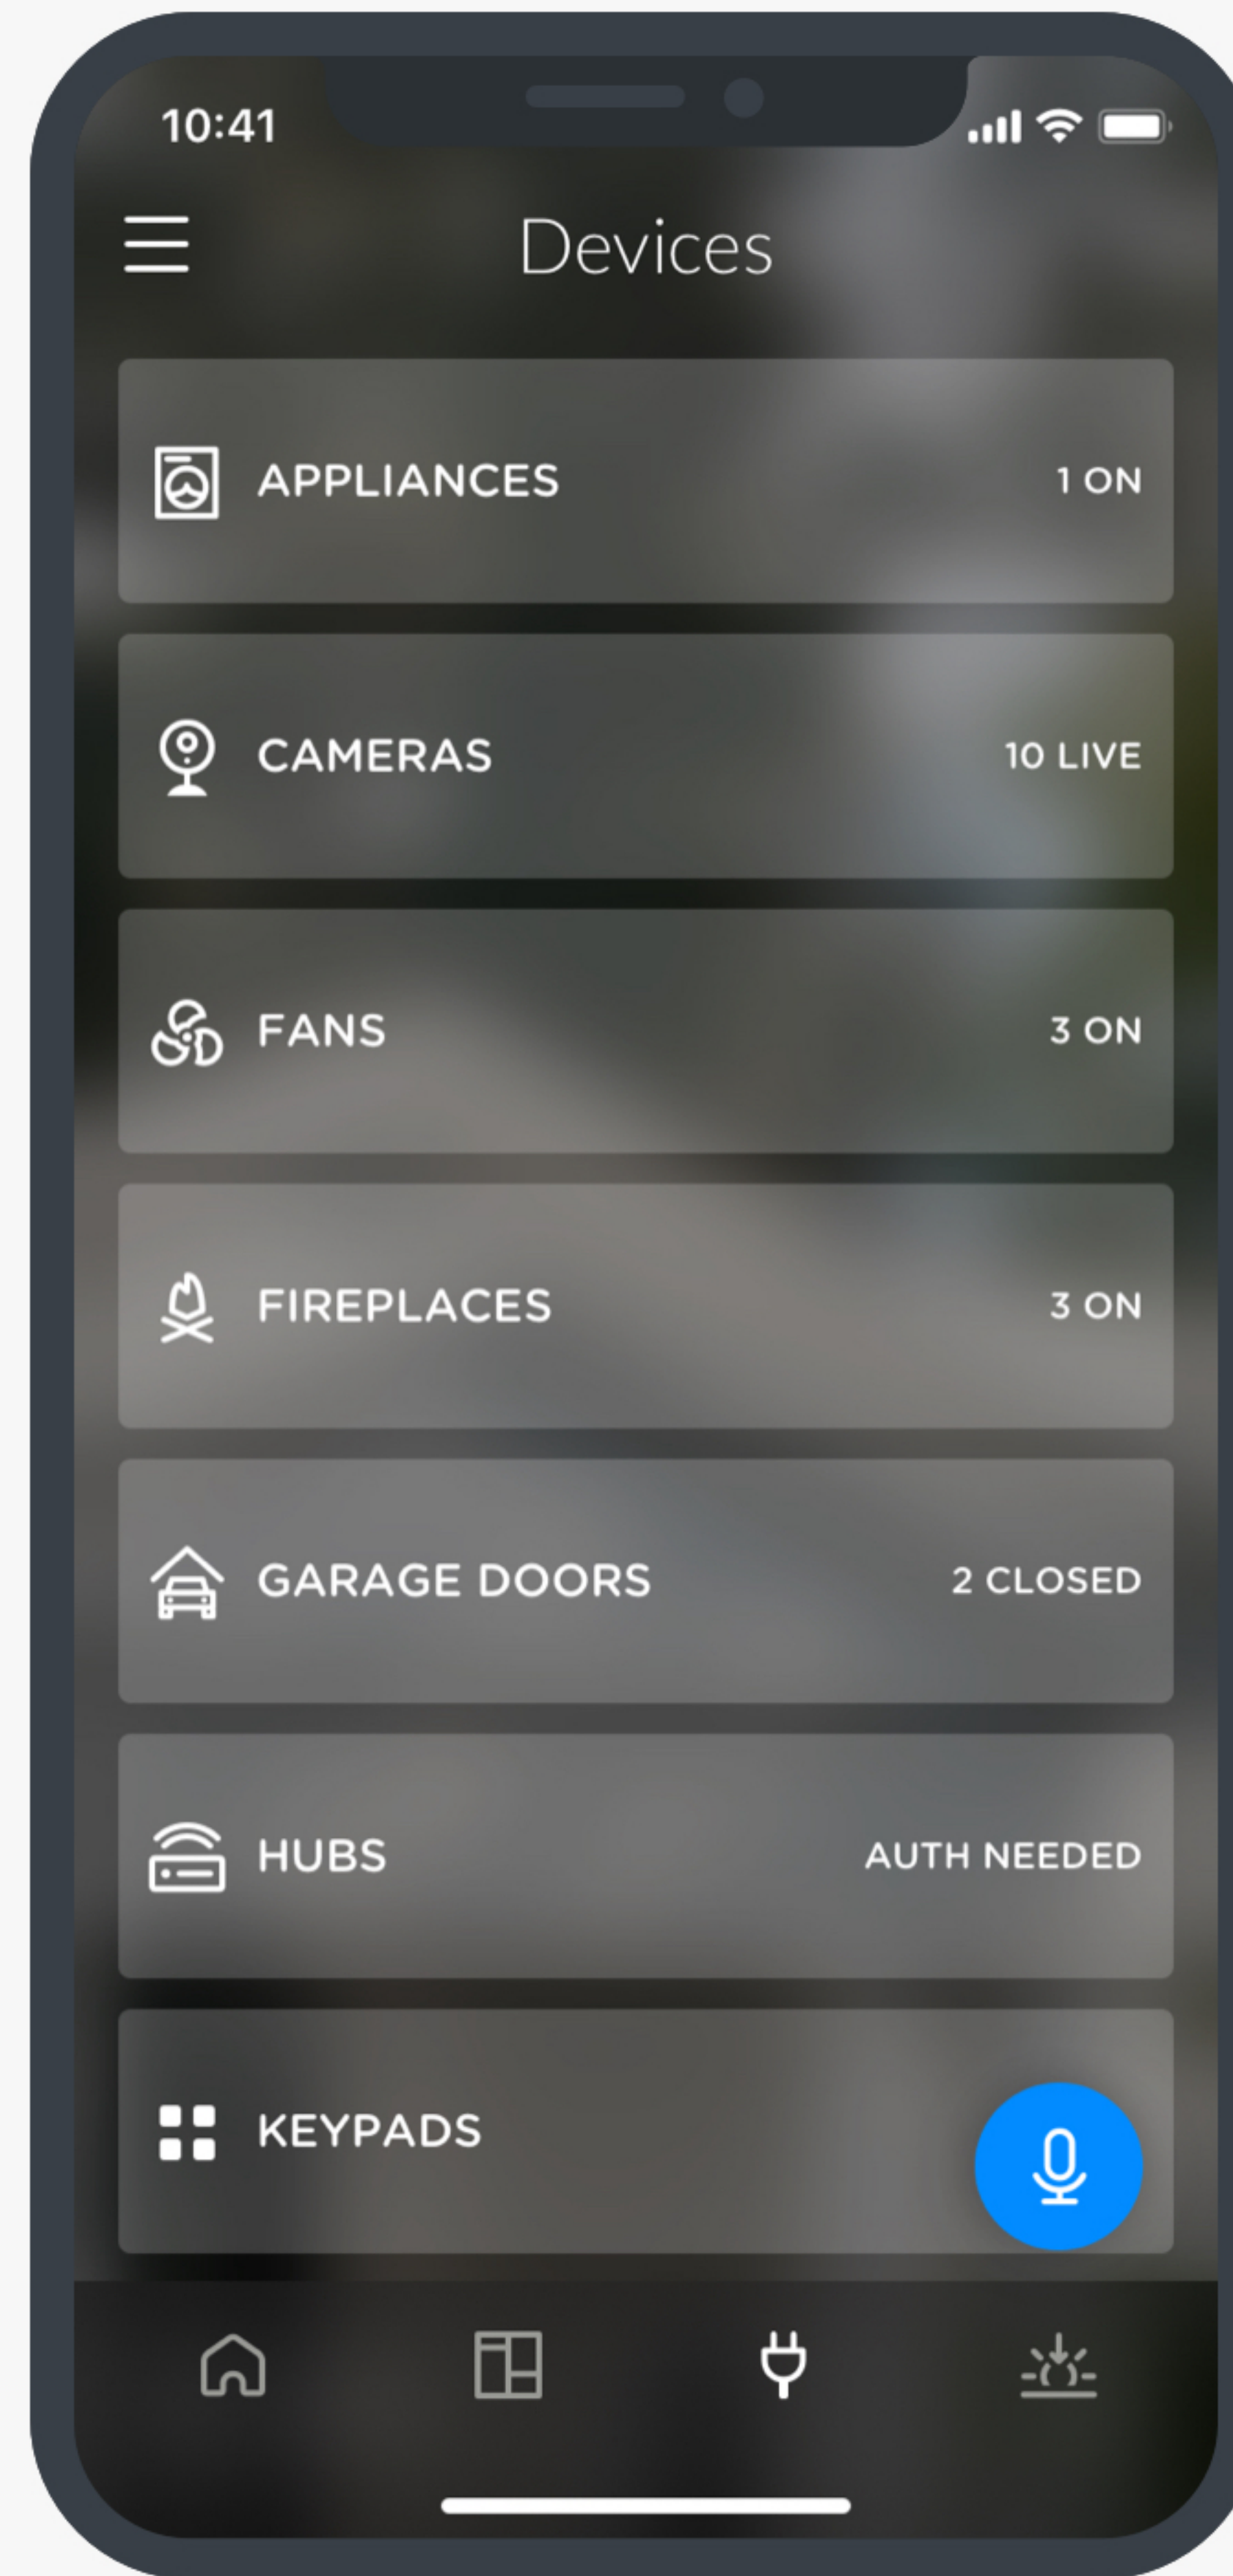 10:41
Devices
APPLIANCES 1 ON
CAMERAS 10 LIVE
FANS 3 ON
FIREPLACES 3 ON
GARAGE DOORS 2 CLOSED
HUBS AUTH NEEDED
KEYPADS